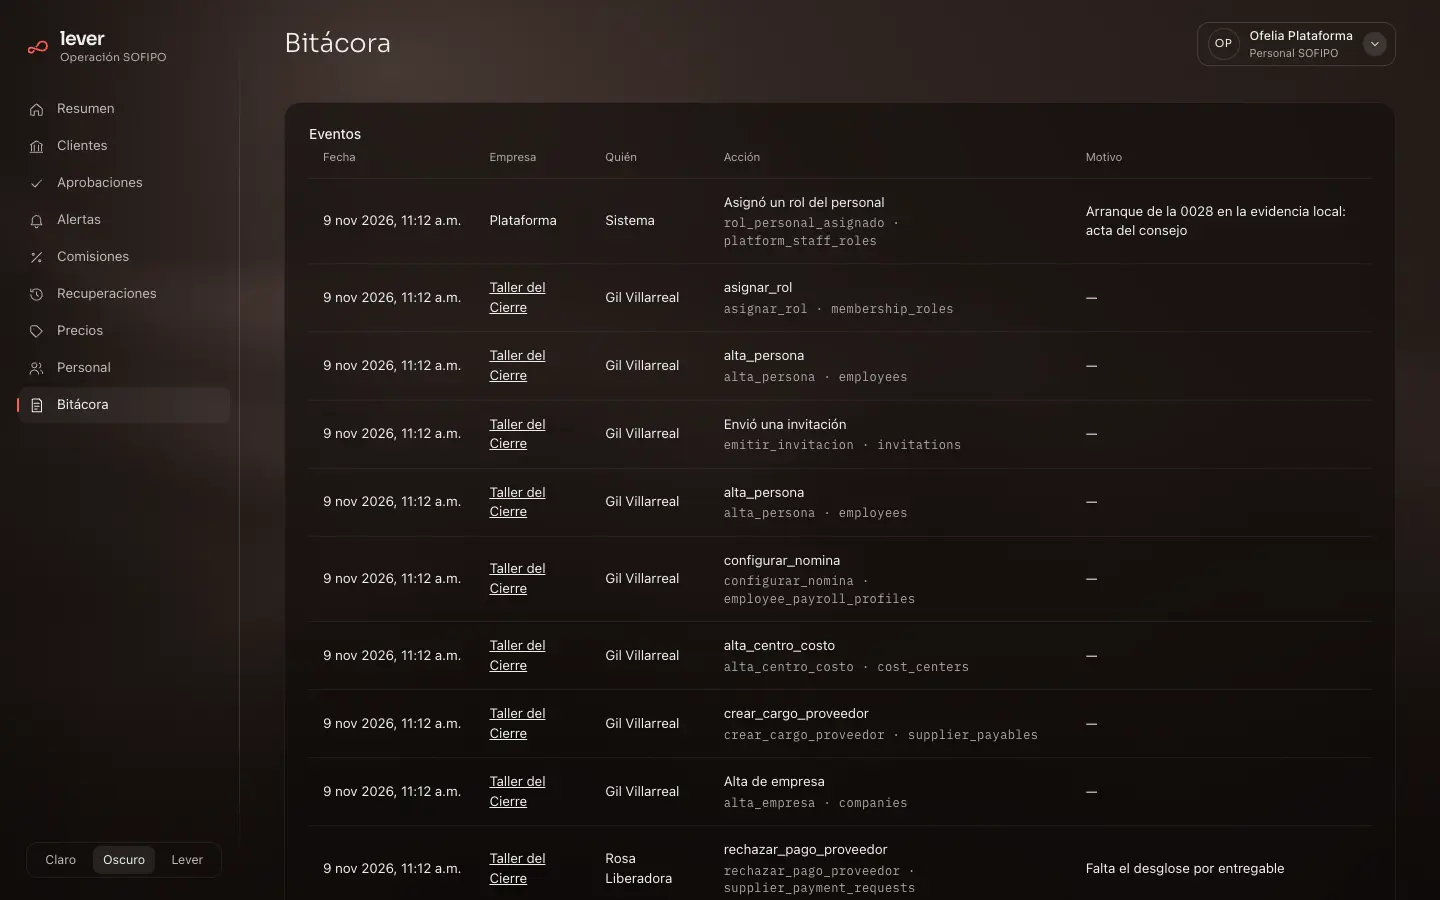 lever
Operación SOFIPO
Resumen
Clientes
Aprobaciones
Alertas
Comisiones
Recuperaciones
Precios
Personal
Bitácora
Claro Oscuro Lever
Bitácora
OP
Ofelia Plataforma
Personal SOFIPO
Eventos
Fecha Empresa Quién Acción Motivo
9 nov 2026, 11:12 a.m. Plataforma Sistema
Asignó un rol del personal
rol_personal_asignado ·
platform_staff_roles
Arranque de la 0028 en la evidencia local:
acta del consejo
9 nov 2026, 11:12 a.m.
Taller del
Cierre
Gil Villarreal
asignar_rol
asignar_rol · membership_roles
—
9 nov 2026, 11:12 a.m.
Taller del
Cierre
Gil Villarreal
alta_persona
alta_persona · employees
—
9 nov 2026, 11:12 a.m.
Taller del
Cierre
Gil Villarreal
Envió una invitación
emitir_invitacion · invitations
—
9 nov 2026, 11:12 a.m.
Taller del
Cierre
Gil Villarreal
alta_persona
alta_persona · employees
—
9 nov 2026, 11:12 a.m.
Taller del
Cierre
Gil Villarreal
configurar_nomina
configurar_nomina ·
employee_payroll_profiles
—
9 nov 2026, 11:12 a.m.
Taller del
Cierre
Gil Villarreal
alta_centro_costo
alta_centro_costo · cost_centers
—
9 nov 2026, 11:12 a.m.
Taller del
Cierre
Gil Villarreal
crear_cargo_proveedor
crear_cargo_proveedor · supplier_payables
—
9 nov 2026, 11:12 a.m.
Taller del
Cierre
Gil Villarreal
Alta de empresa
alta_empresa · companies
—
9 nov 2026, 11:12 a.m.
Taller del
Cierre
Rosa
Liberadora
rechazar_pago_proveedor
rechazar_pago_proveedor ·
supplier_payment_requests
Falta el desglose por entregable